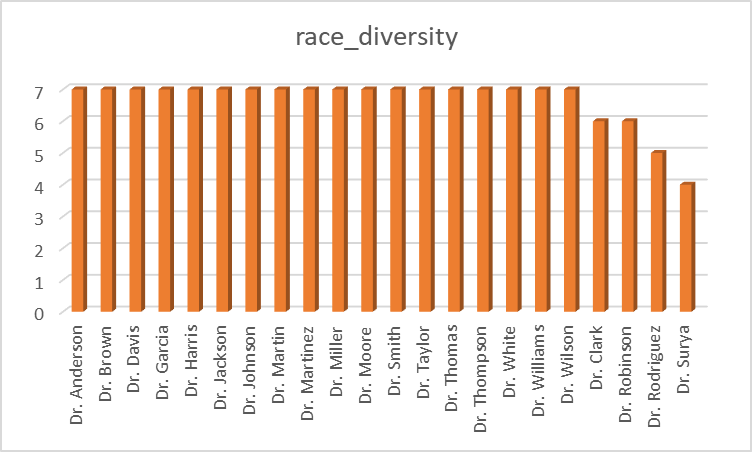 race_diversity
7
6
5
4
3
2
1
0
Dr. Anderson
Dr. Brown
Dr. Davis
Dr. Garcia
Dr. Harris
Dr. Jackson
Dr. Johnson
Dr. Martin
Dr. Martinez
Dr. Miller
Dr. Moore
Dr. Smith
Dr. Taylor
Dr. Thomas
Dr. Thompson
Dr. White
Dr. Williams
Dr. Wilson
Dr. Clark
Dr. Robinson
Dr. Rodriguez
Dr. Surya